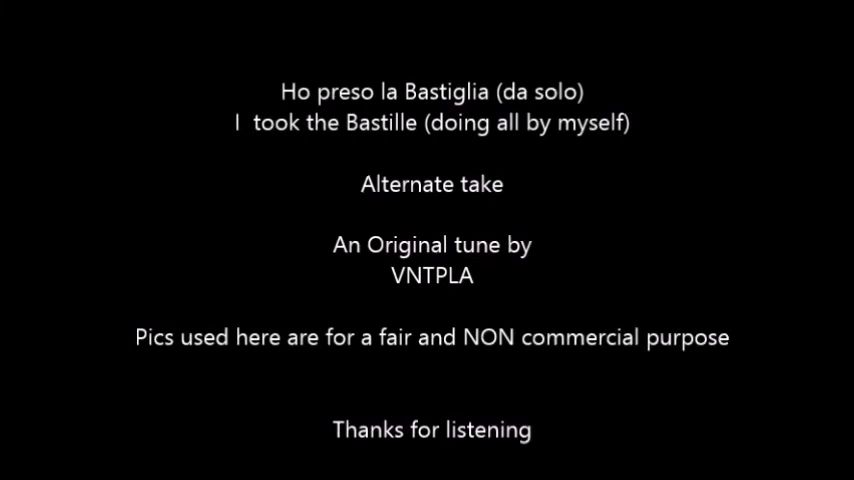 Ho preso la Bastiglia (da solo)
I took the Bastille (doing all by myself)
Alternate take
An Original tune by
VNTPLA
Pics used here are for a fair and NON commercial purpose
Thanks for listening